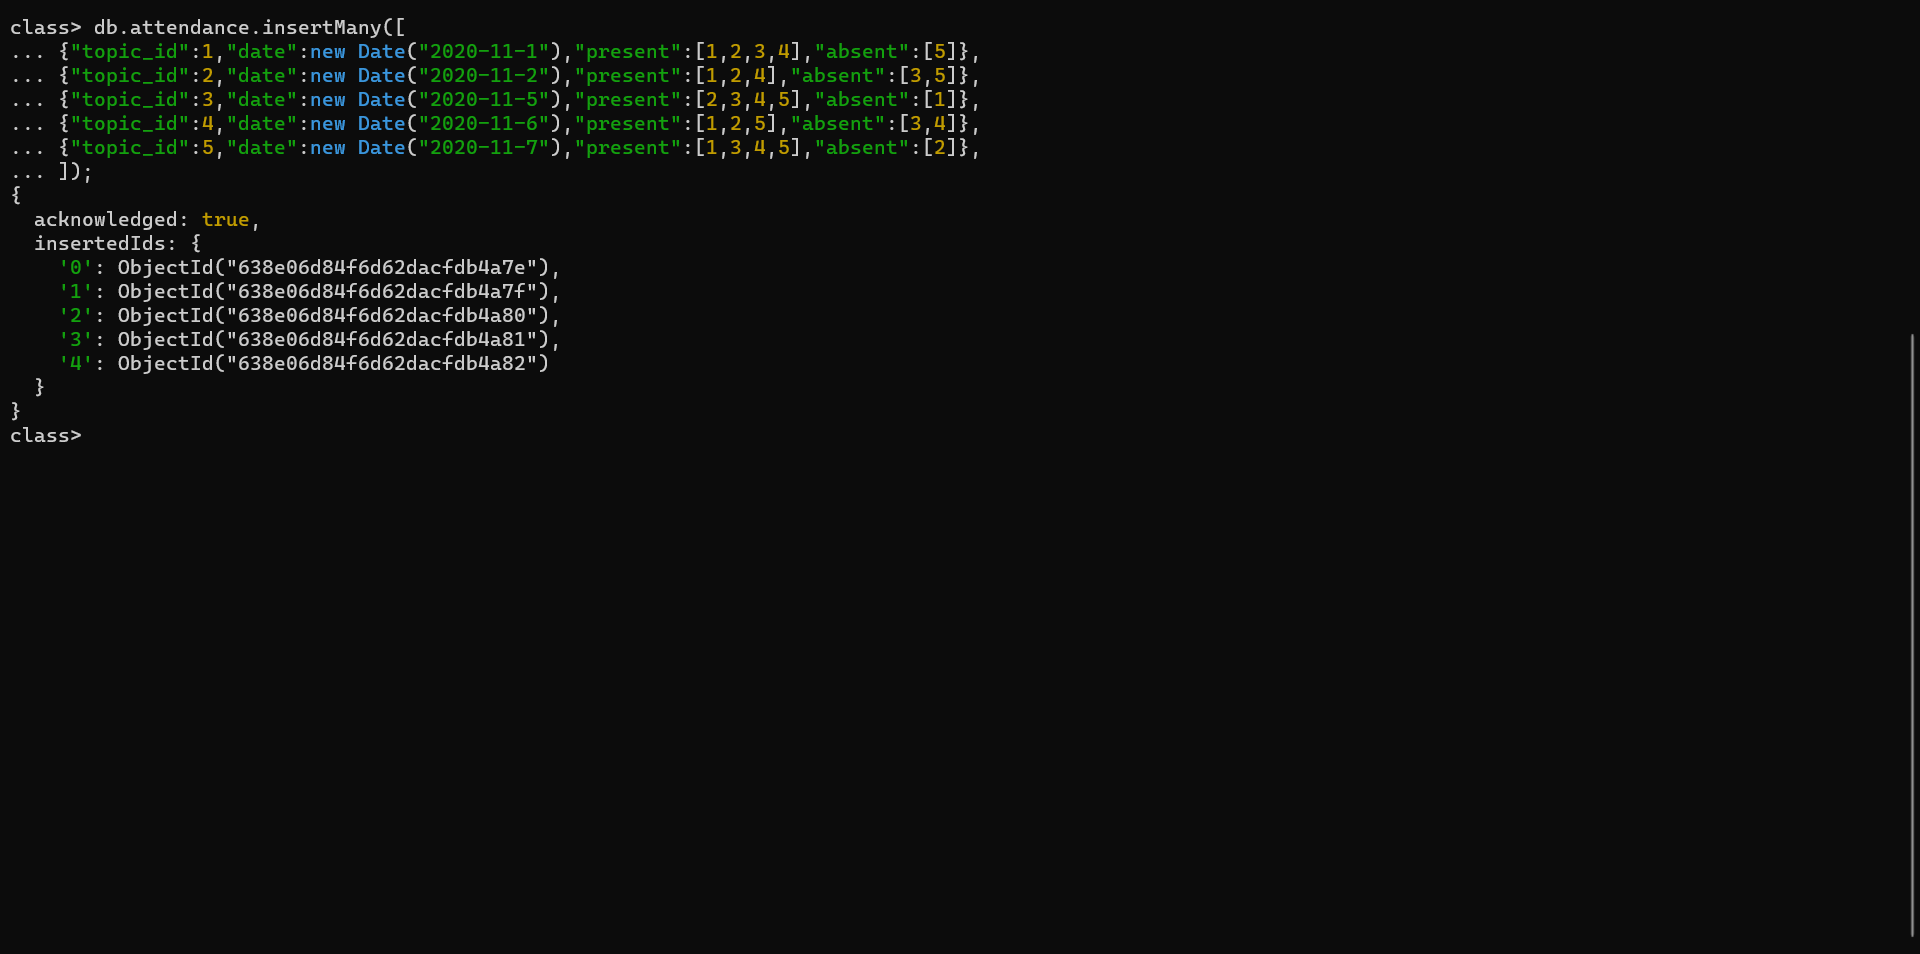 class> db.attendance.insertMany([
... {"topic_id":1,"date":new Date("2020-11-1"),"present":[1,2,3,4],"absent":[5]},
... {"topic_id":2,"date":new Date("2020-11-2"),"present":[1,2,4],"absent":[3,5]},
... {"topic_id":3,"date":new Date("2020-11-5"),"present":[2,3,4,5],"absent":[1]},
... {"topic_id":4,"date":new Date("2020-11-6"),"present":[1,2,5],"absent":[3,4]},
... {"topic_id":5,"date":new Date("2020-11-7"),"present":[1,3,4,5],"absent":[2]},
... ]);
{
  acknowledged: true,
  insertedIds: {
    '0': ObjectId("638e06d84f6d62dacfdb4a7e"),
    '1': ObjectId("638e06d84f6d62dacfdb4a7f"),
    '2': ObjectId("638e06d84f6d62dacfdb4a80"),
    '3': ObjectId("638e06d84f6d62dacfdb4a81"),
    '4': ObjectId("638e06d84f6d62dacfdb4a82")
  }
}
class>